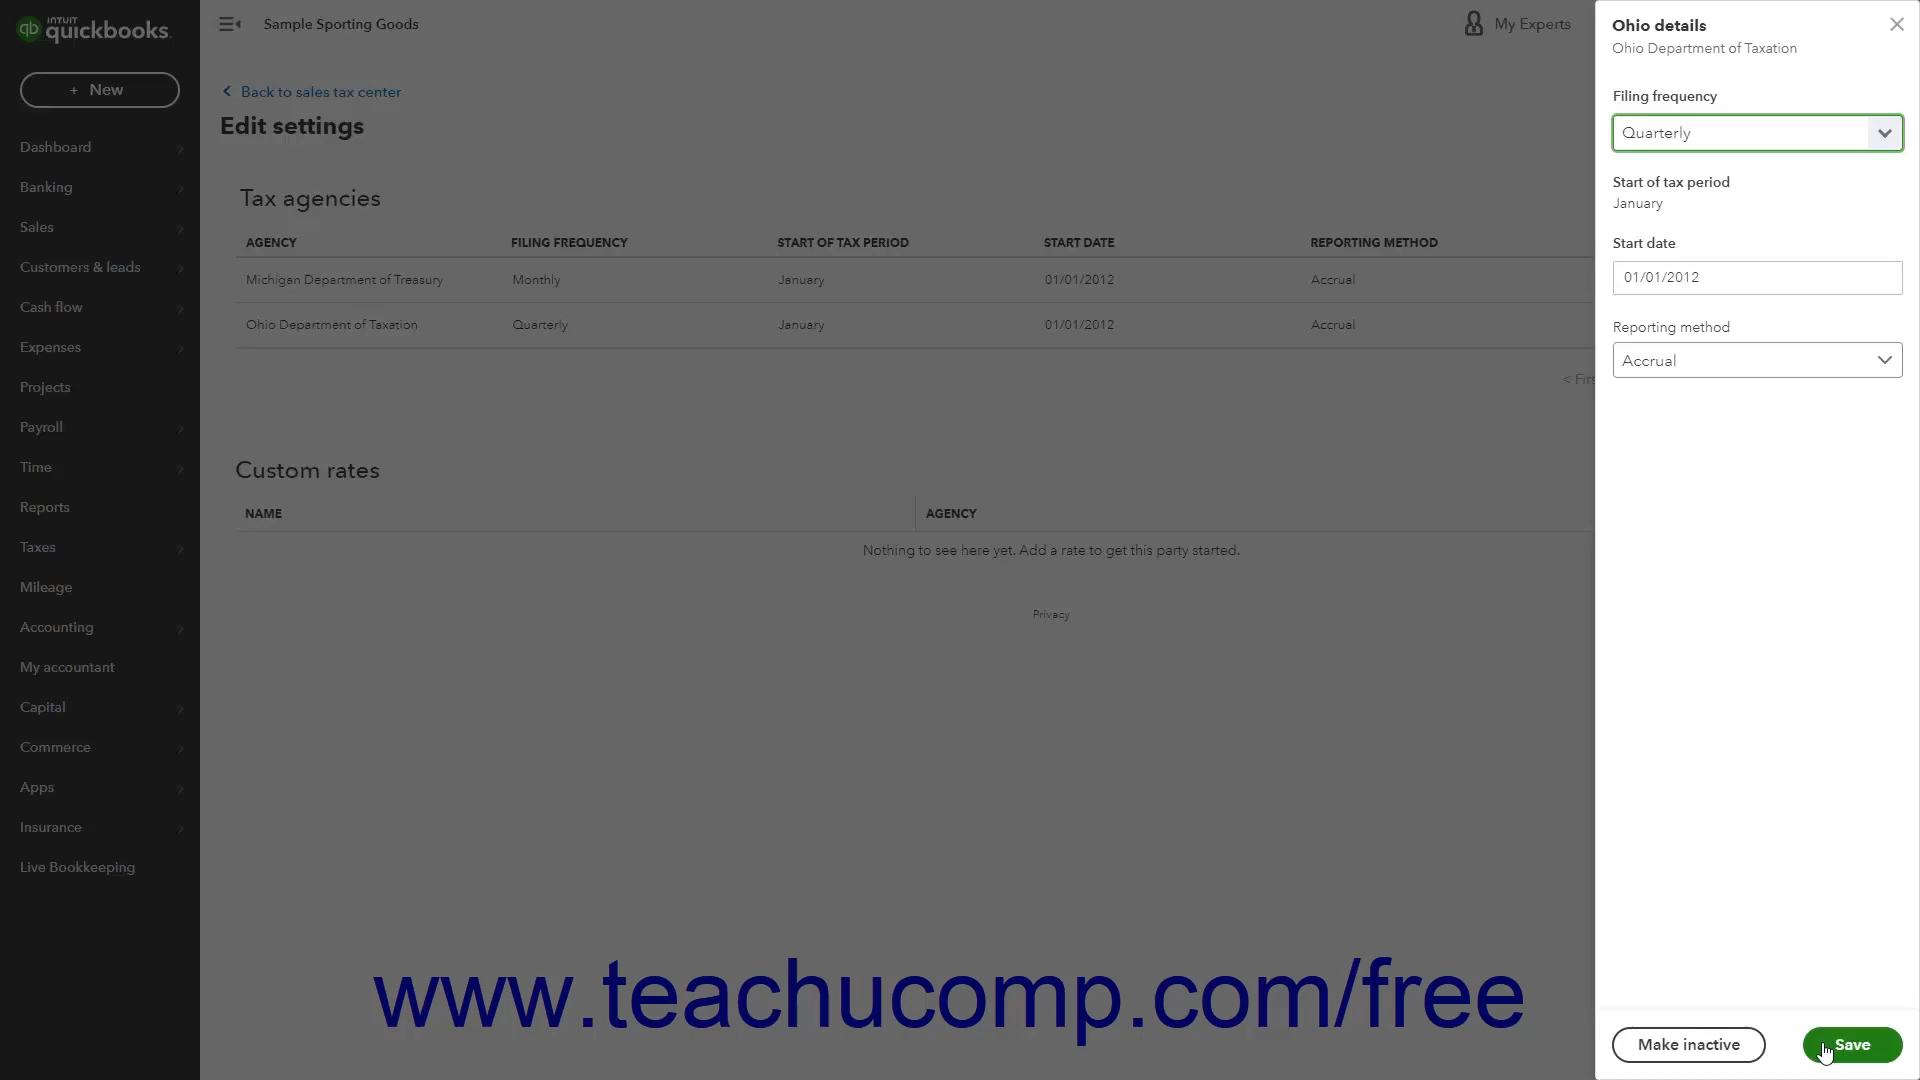 INTUIT
qb quickbooks.
Sample Sporting Goods
My Experts
+ New
Dashboard
Banking
Sales
Customers & leads
Cash flow
Expenses
Projects
Payroll
Time
Reports
Taxes
Mileage
Accounting
My accountant
Capital
Commerce
Apps
Insurance
Live Bookkeeping
Back to sales tax center
Edit settings
Tax agencies
AGENCY FILING FREQUENCY START OF TAX PERIOD START DATE REPORTING METHOD
Michigan Department of Treasury Monthly January 01/01/2012 Accrual
Ohio Department of Taxation Quarterly January 01/01/2012 Accrual
< Firs
Custom rates
NAME AGENCY
Nothing to see here yet. Add a rate to get this party started.
Privacy
www.teachucomp.com/free
Ohio details
Ohio Department of Taxation
Filing frequency
Quarterly
Start of tax period
January
Start date
01/01/2012
Reporting method
Accrual
Make inactive Save